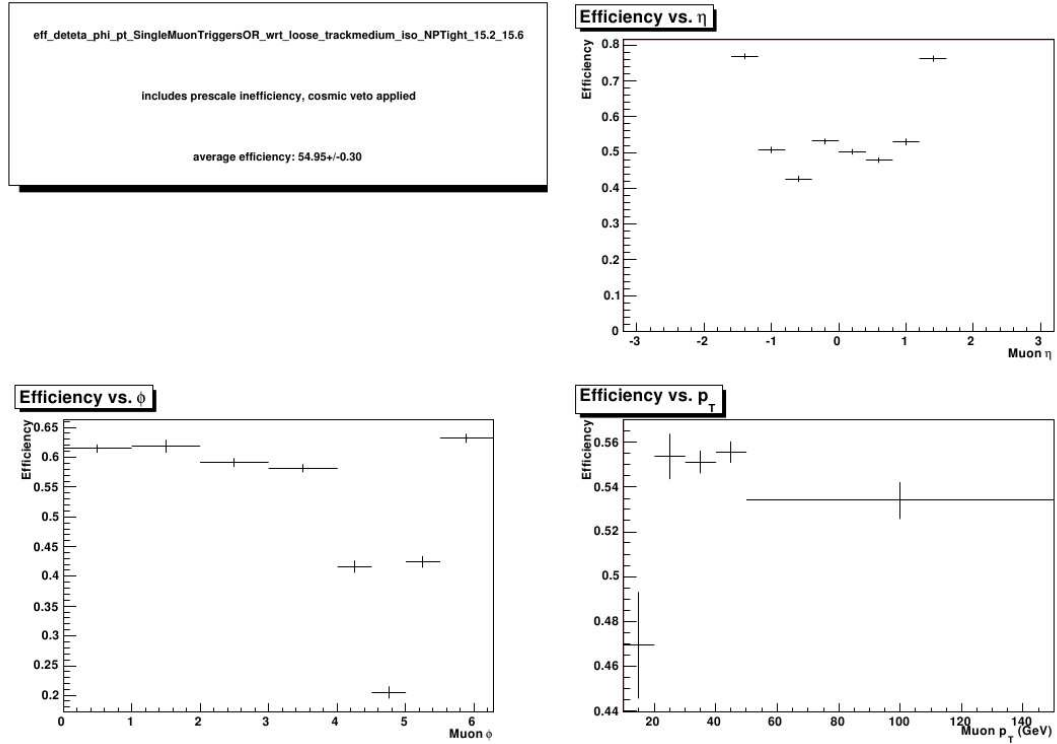 eff_deteta_phi_pt_SingleMuonTriggersOR_wrt_loose_trackmedium_iso_NPTight_15.2_15.6
includes prescale inefficiency, cosmic veto applied
average efficiency: 54.95+/-0.30
Efficiency vs. η
Efficiency
0.8
0.7
0.6
0.5
0.4
0.3
0.2
0.1
0
-3 -2 -1 0 1 2 3
Muon η
Efficiency vs. ϕ
Efficiency
0.65
0.6
0.55
0.5
0.45
0.4
0.35
0.3
0.25
0.2
0 1 2 3 4 5 6
Muon ϕ
Efficiency vs. p_T
Efficiency
0.56
0.54
0.52
0.5
0.48
0.46
0.44
20 40 60 80 100 120 140
Muon p_T (GeV)